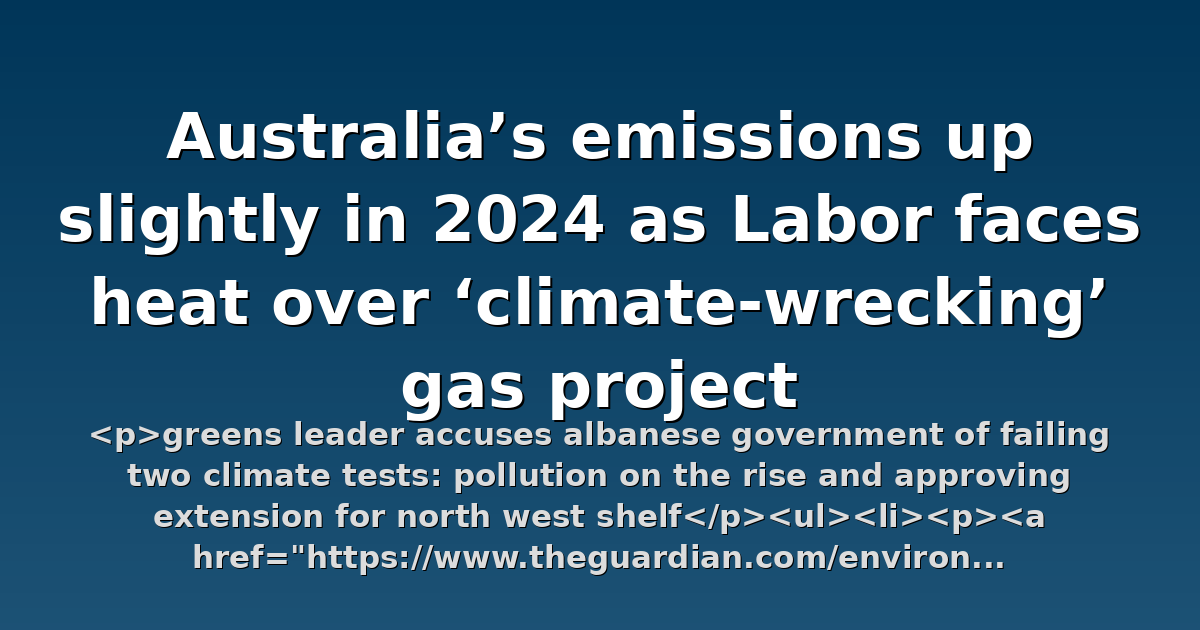 Australia’s emissions up
slightly in 2024 as Labor faces
heat over ‘climate-wrecking’
gas project
<p>greens leader accuses albanese government of failing
two climate tests: pollution on the rise and approving
extension for north west shelf</p><ul><li><p><a
href="https://www.theguardian.com/environ...